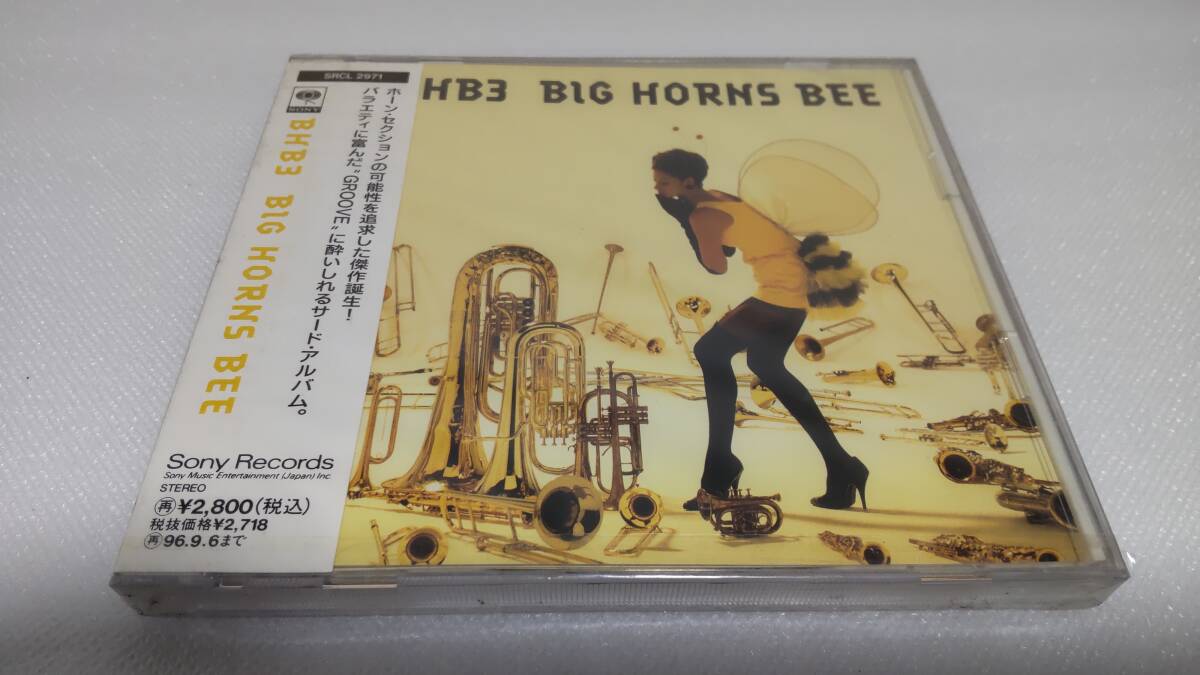 SRCL 2971
SONY
BHB3 BIG HORNS BEE
ホーン・セクションの可能性を追求した傑作誕生!
バラエティに富んだ"GROOVE"に酔いしれるサード・アルバム。
Sony Records
Sony Music Entertainment (Japan) Inc.
STEREO
再¥2,800(税込)
税抜価格¥2,718
再96.9.6まで
HB3 BIG HORNS BEE